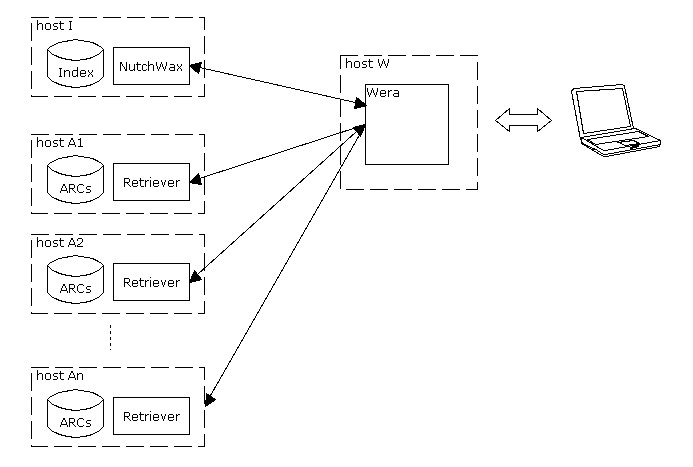 host I
Index
NutchWax
host W
Wera
host A1
ARCs
Retriever
host A2
ARCs
Retriever
host An
ARCs
Retriever